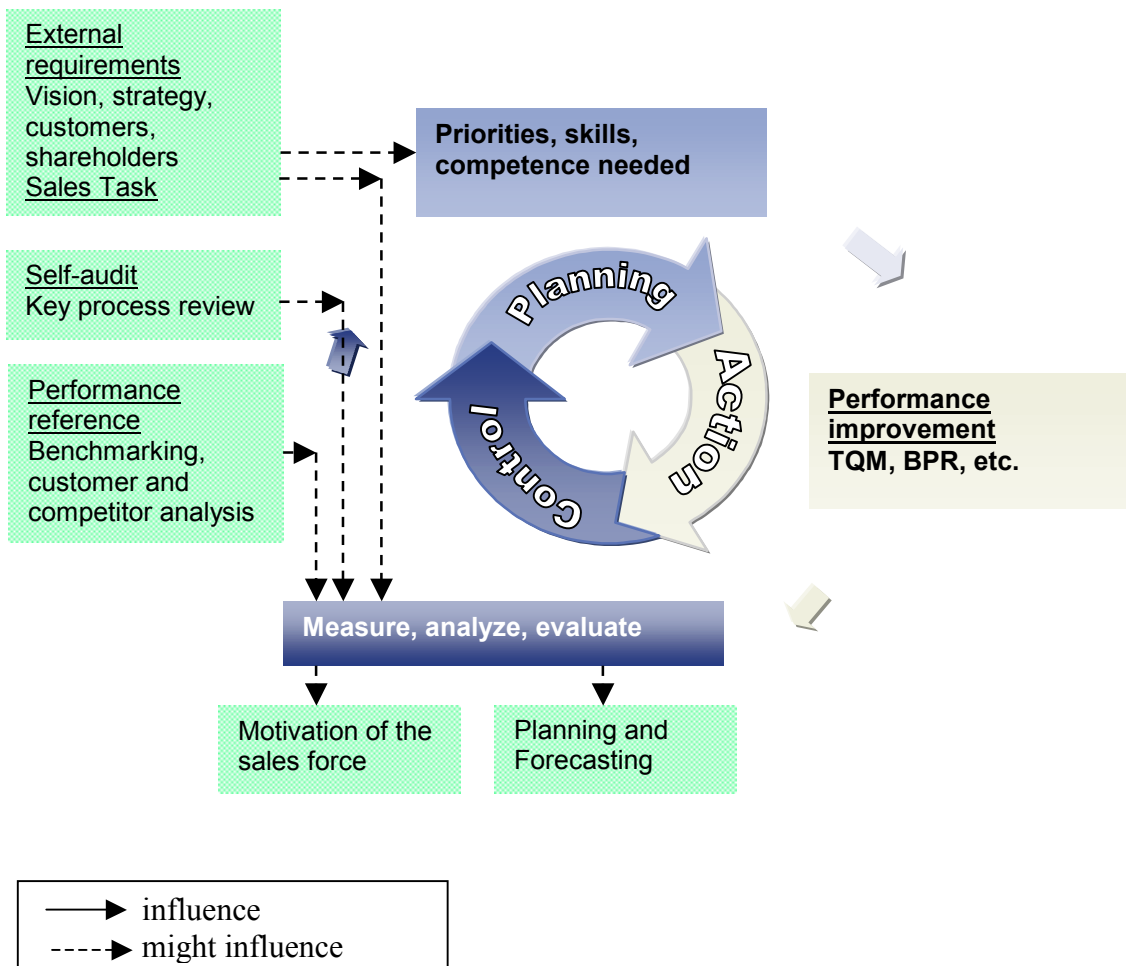 External
requirements
Vision, strategy,
customers,
shareholders
Sales Task
Priorities, skills,
competence needed
Self-audit
Key process review
Performance
reference
Benchmarking,
customer and
competitor analysis
Planning
Action
Control
Performance
improvement
TQM, BPR, etc.
Measure, analyze, evaluate
Motivation of the
sales force
Planning and
Forecasting
influence
might influence